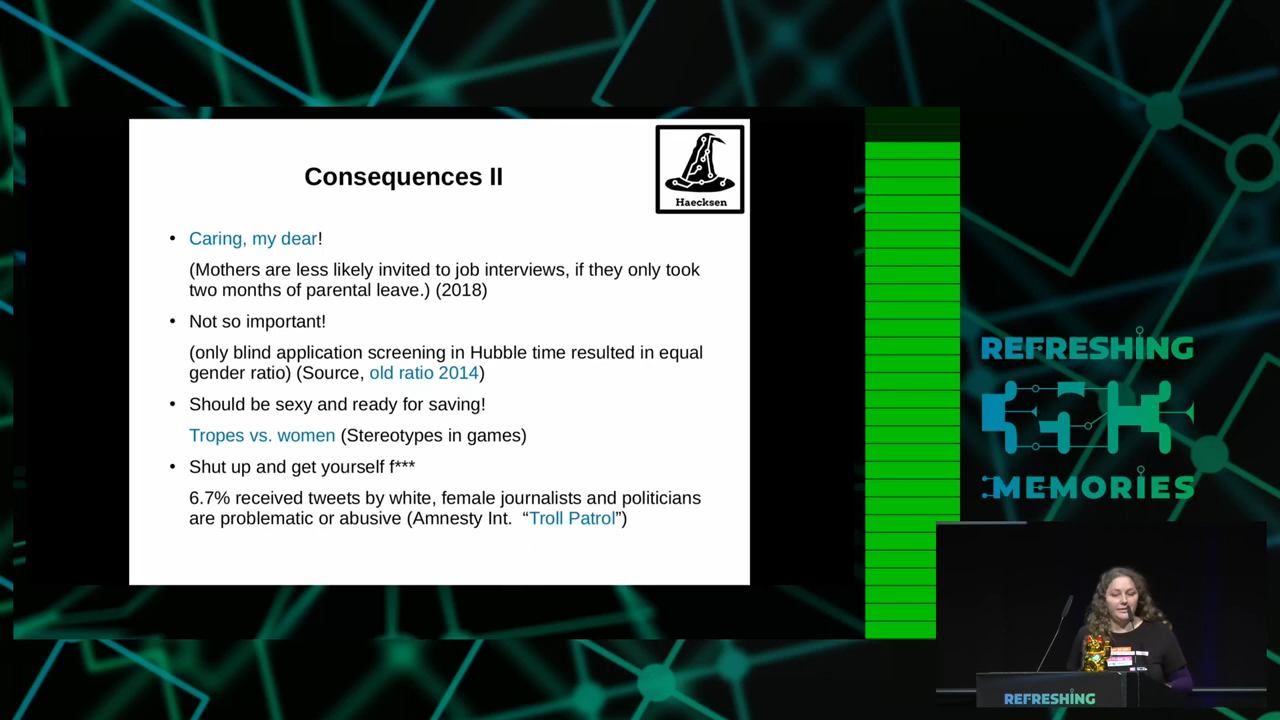 Consequences II
Haecksen
• Caring, my dear!
(Mothers are less likely invited to job interviews, if they only took
two months of parental leave.) (2018)
• Not so important!
(only blind application screening in Hubble time resulted in equal
gender ratio) (Source, old ratio 2014)
• Should be sexy and ready for saving!
Tropes vs. women (Stereotypes in games)
• Shut up and get yourself f***
6.7% received tweets by white, female journalists and politicians
are problematic or abusive (Amnesty Int. “Troll Patrol”)
REFRESHING
MEMORIES
REFRESHING